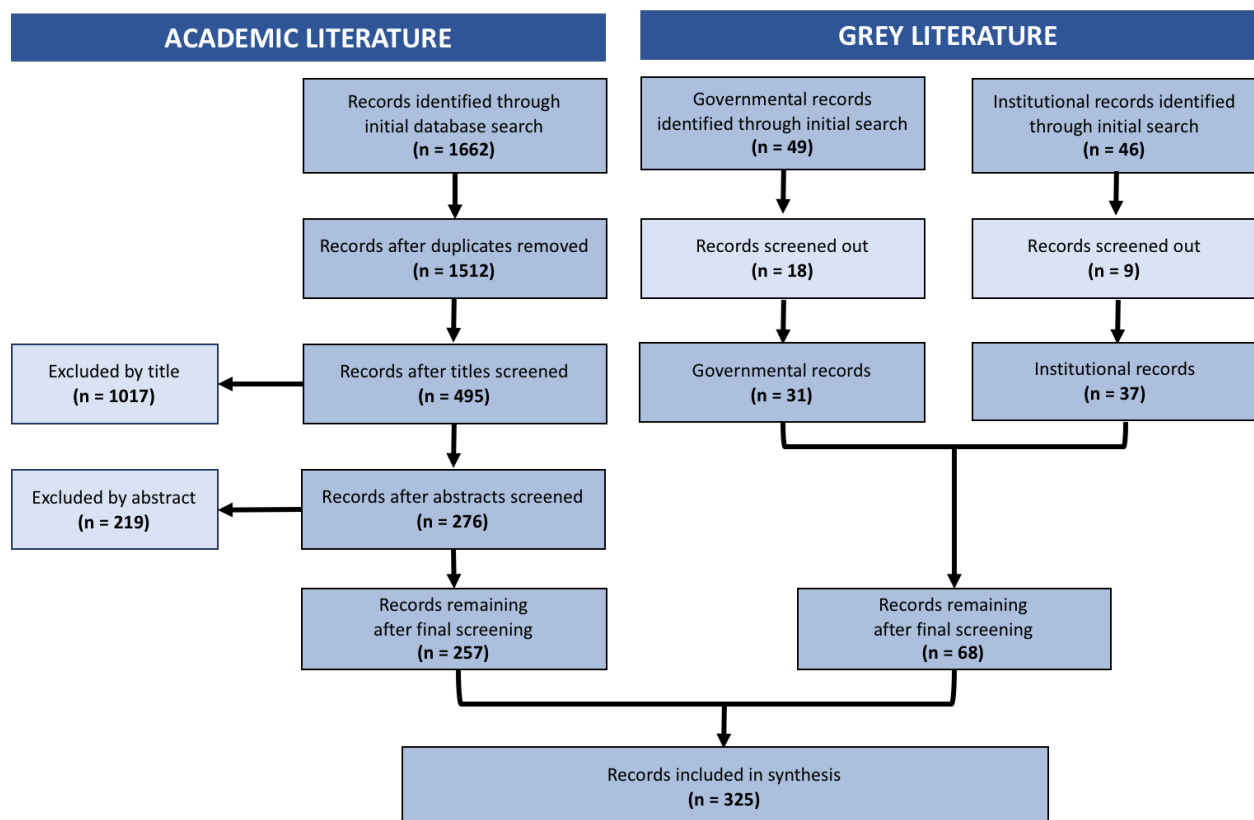 ACADEMIC LITERATURE
Records identified through
initial database search
(n = 1662)
Records after duplicates removed
(n = 1512)
Excluded by title
(n = 1017)
Records after titles screened
(n = 495)
Excluded by abstract
(n = 219)
Records after abstracts screened
(n = 276)
Records remaining
after final screening
(n = 257)
GREY LITERATURE
Governmental records
identified through initial search
(n = 49)
Institutional records identified
through initial search
(n = 46)
Records screened out
(n = 18)
Records screened out
(n = 9)
Governmental records
(n = 31)
Institutional records
(n = 37)
Records remaining
after final screening
(n = 68)
Records included in synthesis
(n = 325)